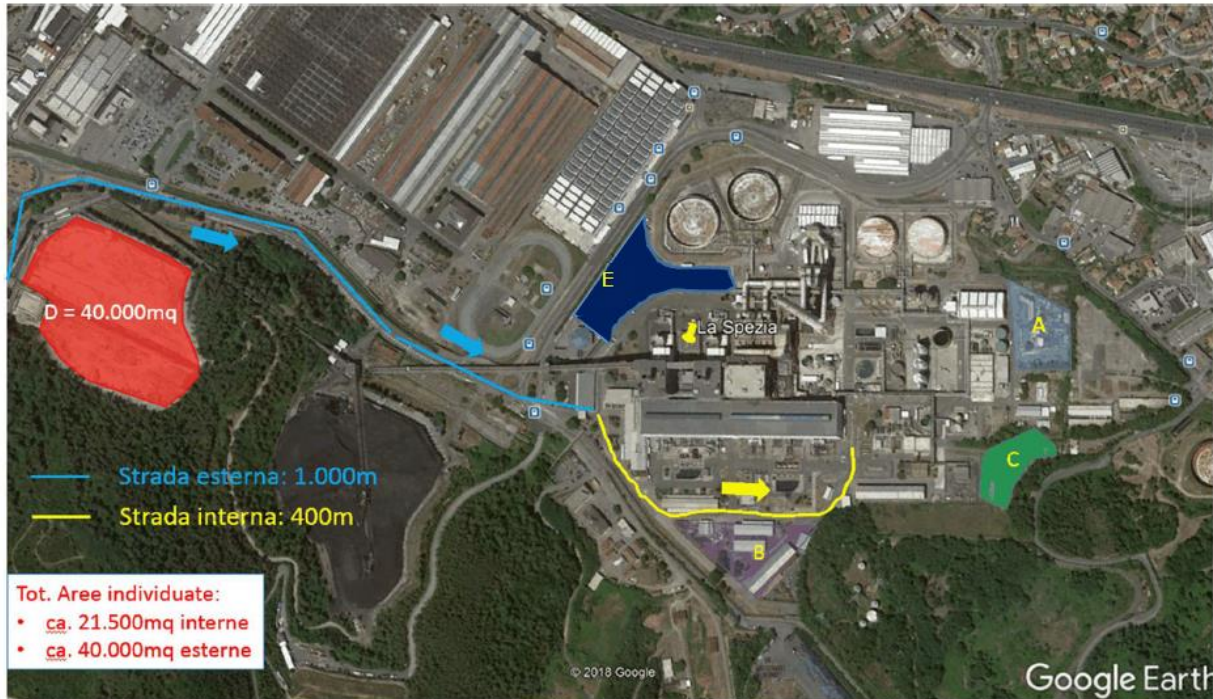 E
La Spezia
A
D = 40.000mq
C
Strada esterna: 1.000m
Strada interna: 400m
B
Tot. Aree individuate:
• ca. 21.500mq interne
• ca. 40.000mq esterne
© 2018 Google
Google Earth